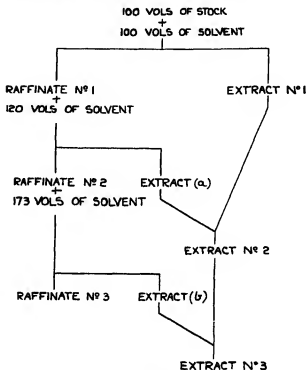 100 VOLS OF STOCK
+
100 VOLS OF SOLVENT
RAFFINATE Nº 1
+
120 VOLS OF SOLVENT
EXTRACT Nº 1
RAFFINATE Nº 2
+
173 VOLS OF SOLVENT
EXTRACT (a)
EXTRACT Nº 2
RAFFINATE Nº 3
EXTRACT (b)
EXTRACT Nº 3